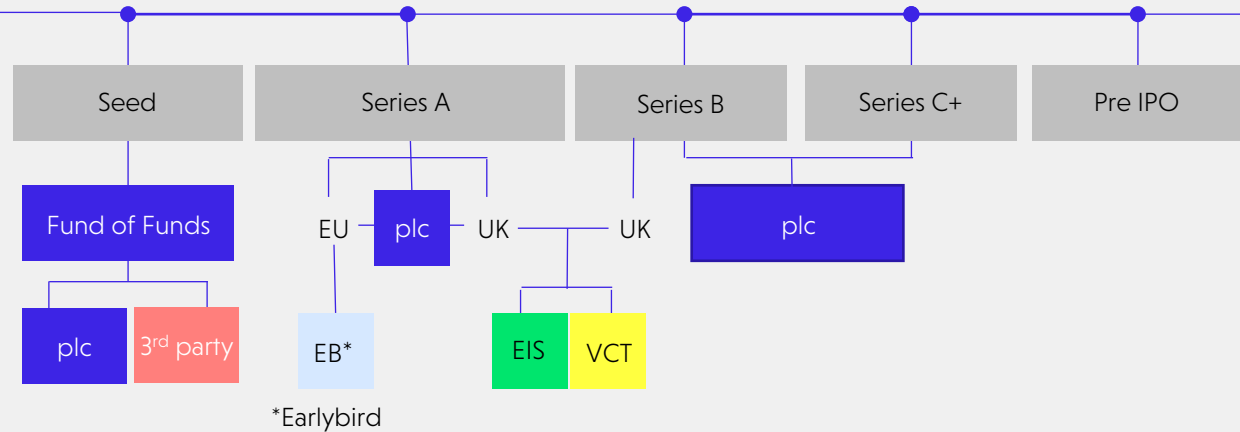 Seed
Series A
Series B
Series C+
Pre IPO
Fund of Funds
EU
plc
UK
UK
plc
plc
3rd party
EB*
EIS
VCT
*Earlybird